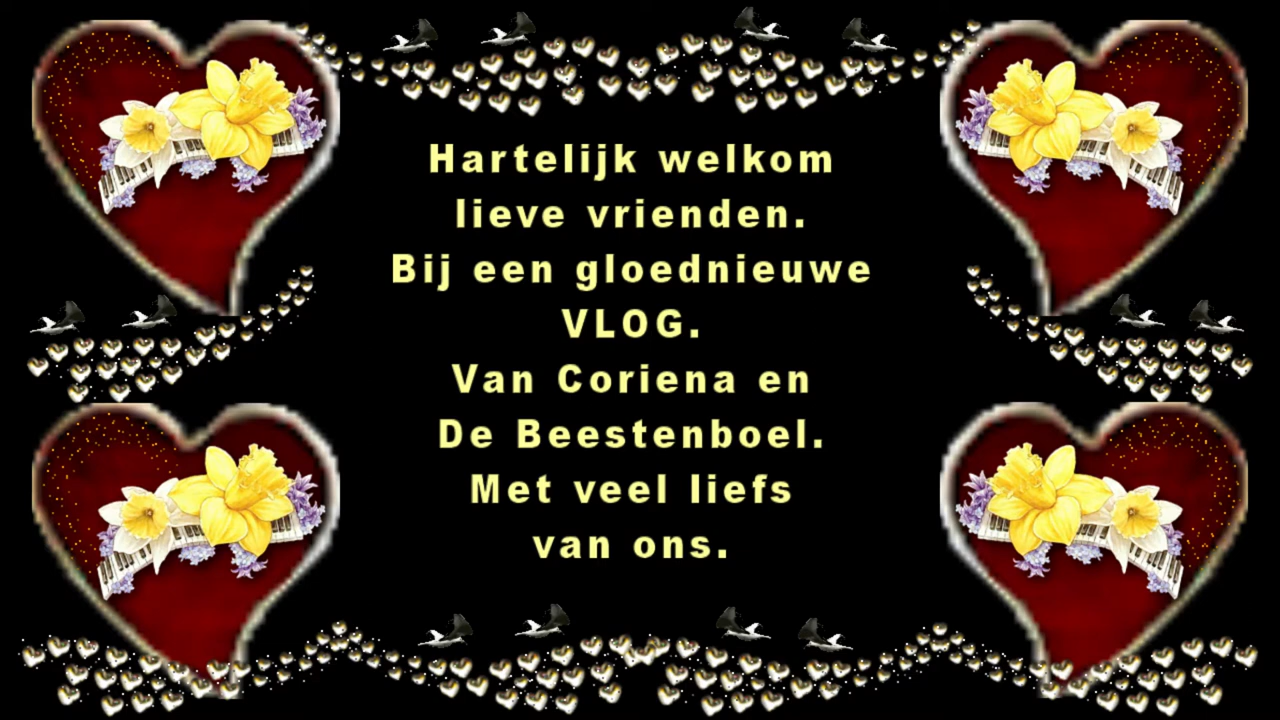 Hartelijk welkom
lieve vrienden.
Bij een gloednieuwe
VLOG.
Van Coriena en
De Beestenboel.
Met veel liefs
van ons.